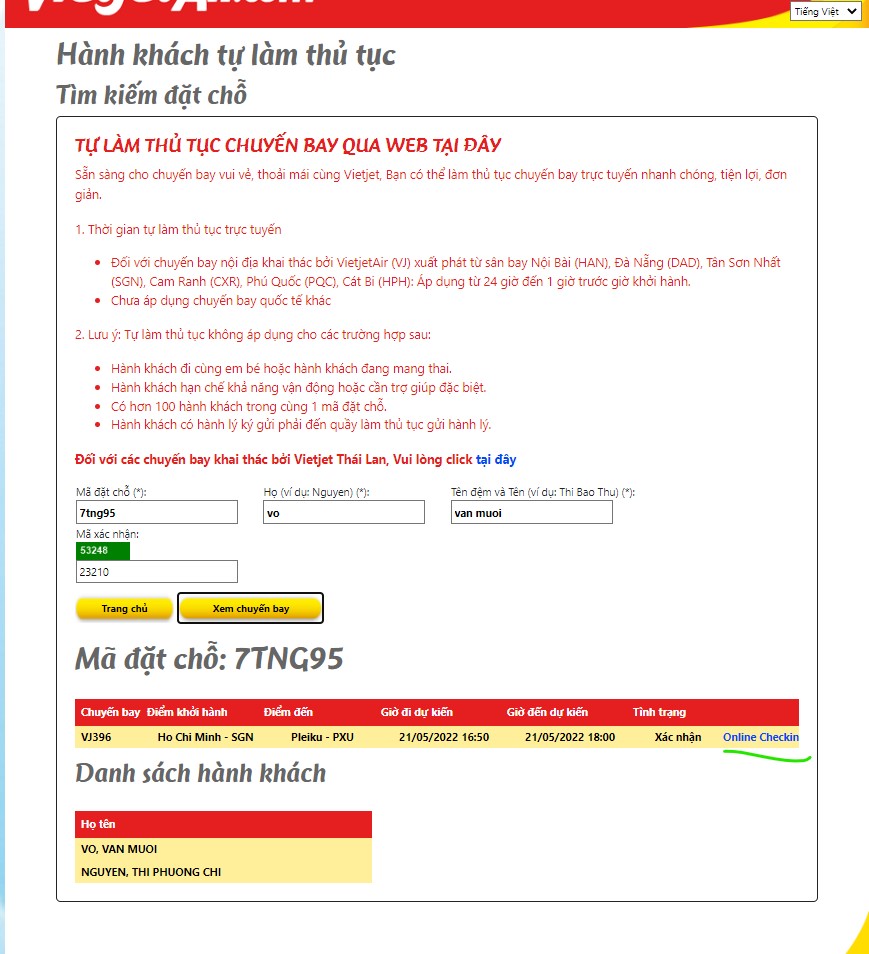 VietjetAir.com
Tiếng Việt
Hành khách tự làm thủ tục
Tìm kiếm đặt chỗ
TỰ LÀM THỦ TỤC CHUYẾN BAY QUA WEB TẠI ĐÂY
Sẵn sàng cho chuyến bay vui vẻ, thoải mái cùng Vietjet, Bạn có thể làm thủ tục chuyến bay trực tuyến nhanh chóng, tiện lợi, đơn
giản.
1. Thời gian tự làm thủ tục trực tuyến
Đối với chuyến bay nội địa khai thác bởi VietjetAir (VJ) xuất phát từ sân bay Nội Bài (HAN), Đà Nẵng (DAD), Tân Sơn Nhất
(SGN), Cam Ranh (CXR), Phú Quốc (PQC), Cát Bi (HPH): Áp dụng từ 24 giờ đến 1 giờ trước giờ khởi hành.
Chưa áp dụng chuyến bay quốc tế khác
2. Lưu ý: Tự làm thủ tục không áp dụng cho các trường hợp sau:
Hành khách đi cùng em bé hoặc hành khách đang mang thai.
Hành khách hạn chế khả năng vận động hoặc cần trợ giúp đặc biệt.
Có hơn 100 hành khách trong cùng 1 mã đặt chỗ.
Hành khách có hành lý ký gửi phải đến quầy làm thủ tục gửi hành lý.
Đối với các chuyến bay khai thác bởi Vietjet Thái Lan, Vui lòng click tại đây
Mã đặt chỗ (*): Họ (ví dụ: Nguyen) (*): Tên đệm và Tên (ví dụ: Thi Bao Thu) (*):
7tng95 vo van muoi
Mã xác nhận:
53248
23210
Trang chủ Xem chuyến bay
Mã đặt chỗ: 7TNG95
Chuyến bay Điểm khởi hành Điểm đến Giờ đi dự kiến Giờ đến dự kiến Tình trạng
VJ396 Ho Chi Minh - SGN Pleiku - PXU 21/05/2022 16:50 21/05/2022 18:00 Xác nhận Online Checkin
Danh sách hành khách
Họ tên
VO, VAN MUOI
NGUYEN, THI PHUONG CHI